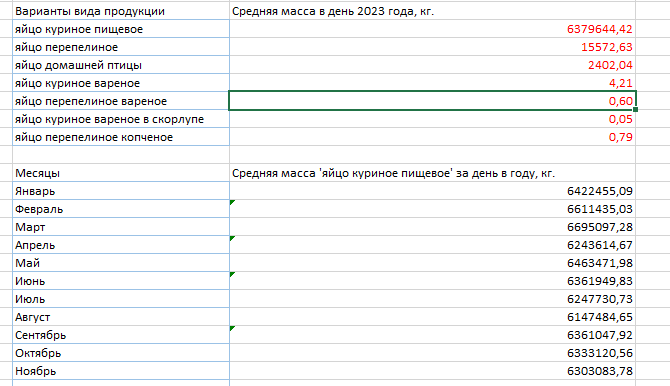 Варианты вида продукции Средняя масса в день 2023 года, кг.
яйцо куриное пищевое 6379644,42
яйцо перепелиное 15572,63
яйцо домашней птицы 2402,04
яйцо куриное вареное 4,21
яйцо перепелиное вареное 0,60
яйцо куриное вареное в скорлупе 0,05
яйцо перепелиное копченое 0,79
Месяцы Средняя масса 'яйцо куриное пищевое' за день в году, кг.
Январь 6422455,09
Февраль 6611435,03
Март 6695097,28
Апрель 6243614,67
Май 6463471,98
Июнь 6361949,83
Июль 6247730,73
Август 6147484,65
Сентябрь 6361047,92
Октябрь 6333120,56
Ноябрь 6303083,78